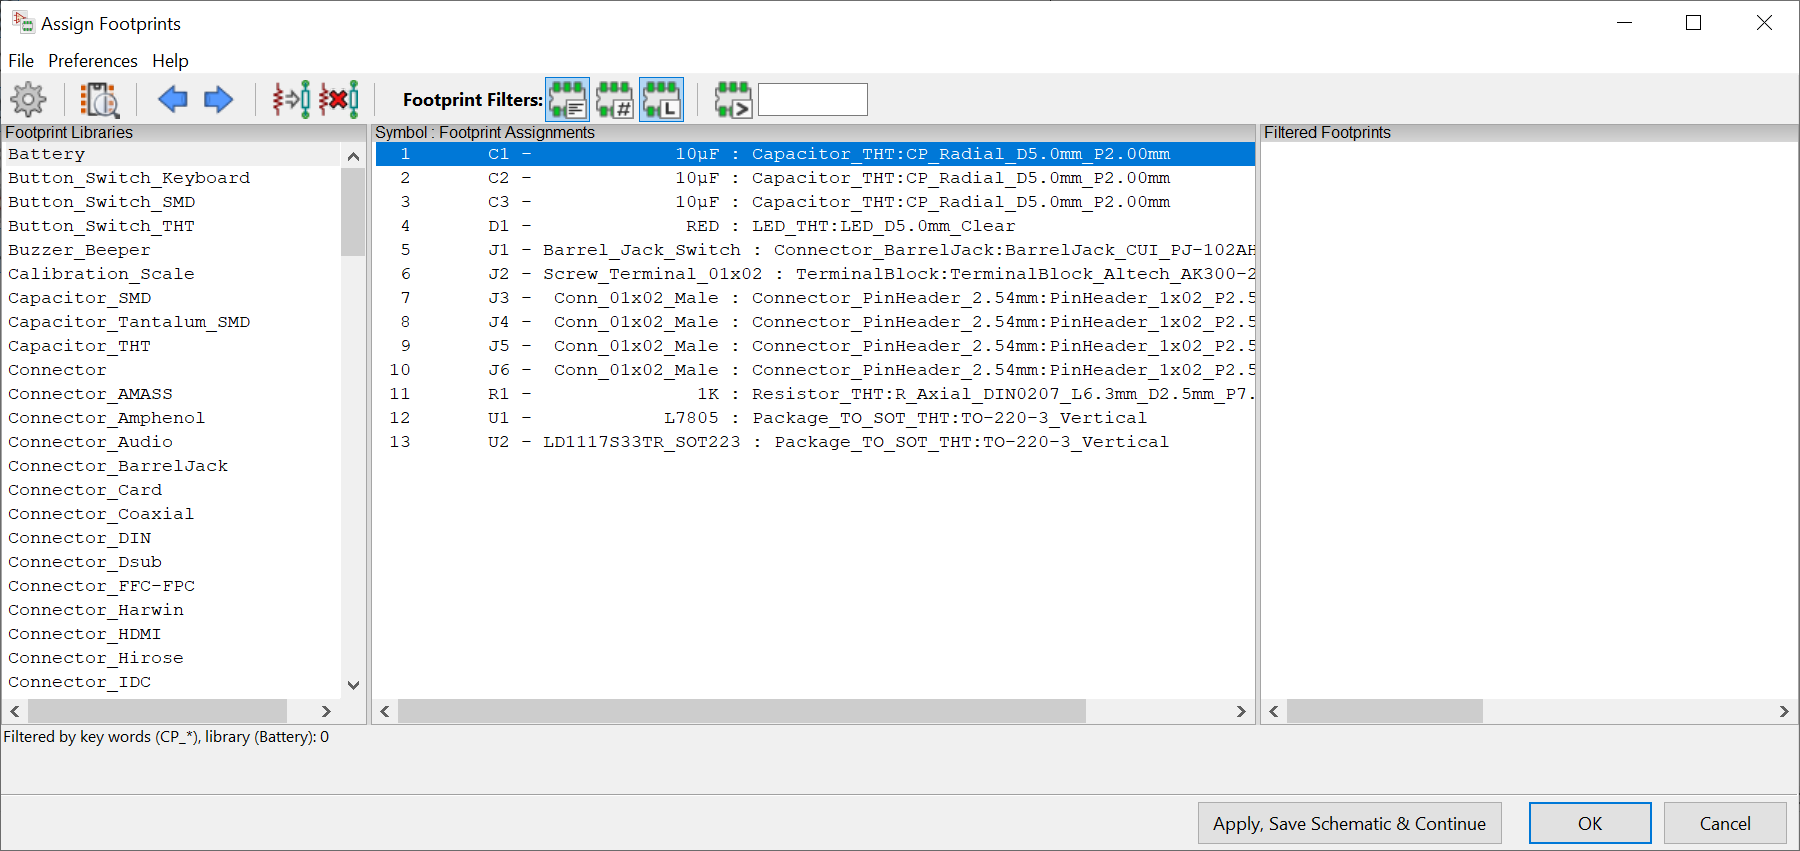 Assign Footprints
File Preferences Help
Footprint Filters:
Footprint Libraries
Battery
Button_Switch_Keyboard
Button_Switch_SMD
Button_Switch_THT
Buzzer_Beeper
Calibration_Scale
Capacitor_SMD
Capacitor_Tantalum_SMD
Capacitor_THT
Connector
Connector_AMASS
Connector_Amphenol
Connector_Audio
Connector_BarrelJack
Connector_Card
Connector_Coaxial
Connector_DIN
Connector_Dsub
Connector_FFC-FPC
Connector_Harwin
Connector_HDMI
Connector_Hirose
Connector_IDC
Symbol : Footprint Assignments
1 C1 - 10µF : Capacitor_THT:CP_Radial_D5.0mm_P2.00mm
2 C2 - 10µF : Capacitor_THT:CP_Radial_D5.0mm_P2.00mm
3 C3 - 10µF : Capacitor_THT:CP_Radial_D5.0mm_P2.00mm
4 D1 - RED : LED_THT:LED_D5.0mm_Clear
5 J1 - Barrel_Jack_Switch : Connector_BarrelJack:BarrelJack_CUI_PJ-102AH
6 J2 - Screw_Terminal_01x02 : TerminalBlock:TerminalBlock_Altech_AK300-2
7 J3 - Conn_01x02_Male : Connector_PinHeader_2.54mm:PinHeader_1x02_P2.5
8 J4 - Conn_01x02_Male : Connector_PinHeader_2.54mm:PinHeader_1x02_P2.5
9 J5 - Conn_01x02_Male : Connector_PinHeader_2.54mm:PinHeader_1x02_P2.5
10 J6 - Conn_01x02_Male : Connector_PinHeader_2.54mm:PinHeader_1x02_P2.5
11 R1 - 1K : Resistor_THT:R_Axial_DIN0207_L6.3mm_D2.5mm_P7.
12 U1 - L7805 : Package_TO_SOT_THT:TO-220-3_Vertical
13 U2 - LD1117S33TR_SOT223 : Package_TO_SOT_THT:TO-220-3_Vertical
Filtered Footprints
Filtered by key words (CP_*), library (Battery): 0
Apply, Save Schematic & Continue
OK
Cancel